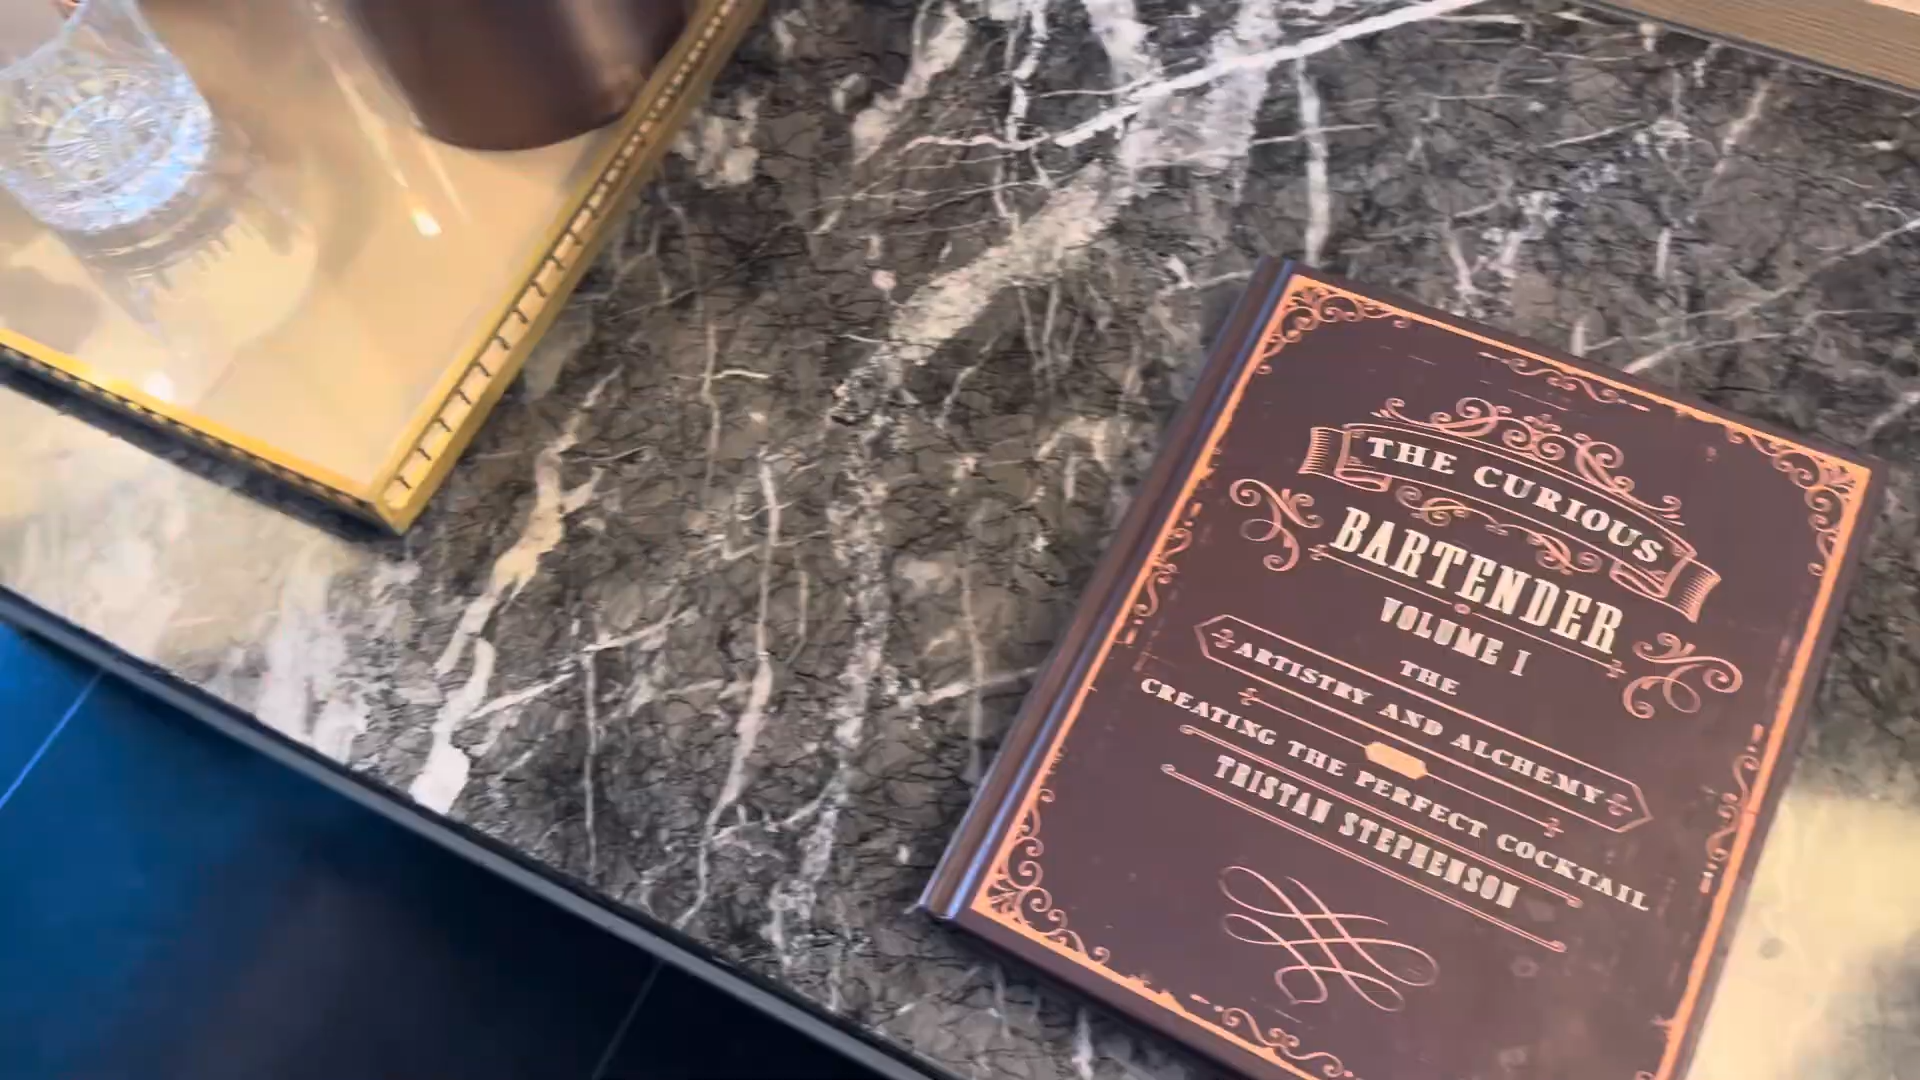 THE CURIOUS
BARTENDER
VOLUME I
THE
ARTISTRY AND ALCHEMY
CREATING THE PERFECT COCKTAIL
TRISTAN STEPHENSON